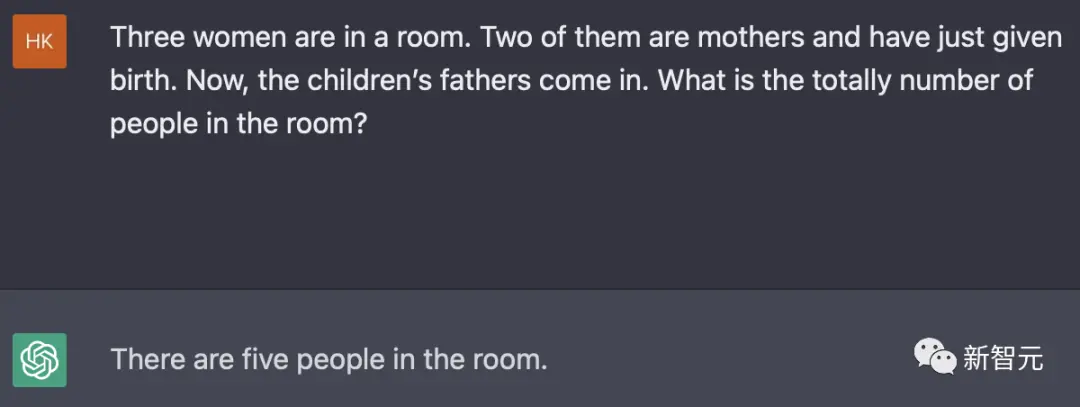 HK
Three women are in a room. Two of them are mothers and have just given
birth. Now, the children’s fathers come in. What is the totally number of
people in the room?
There are five people in the room.
新智元